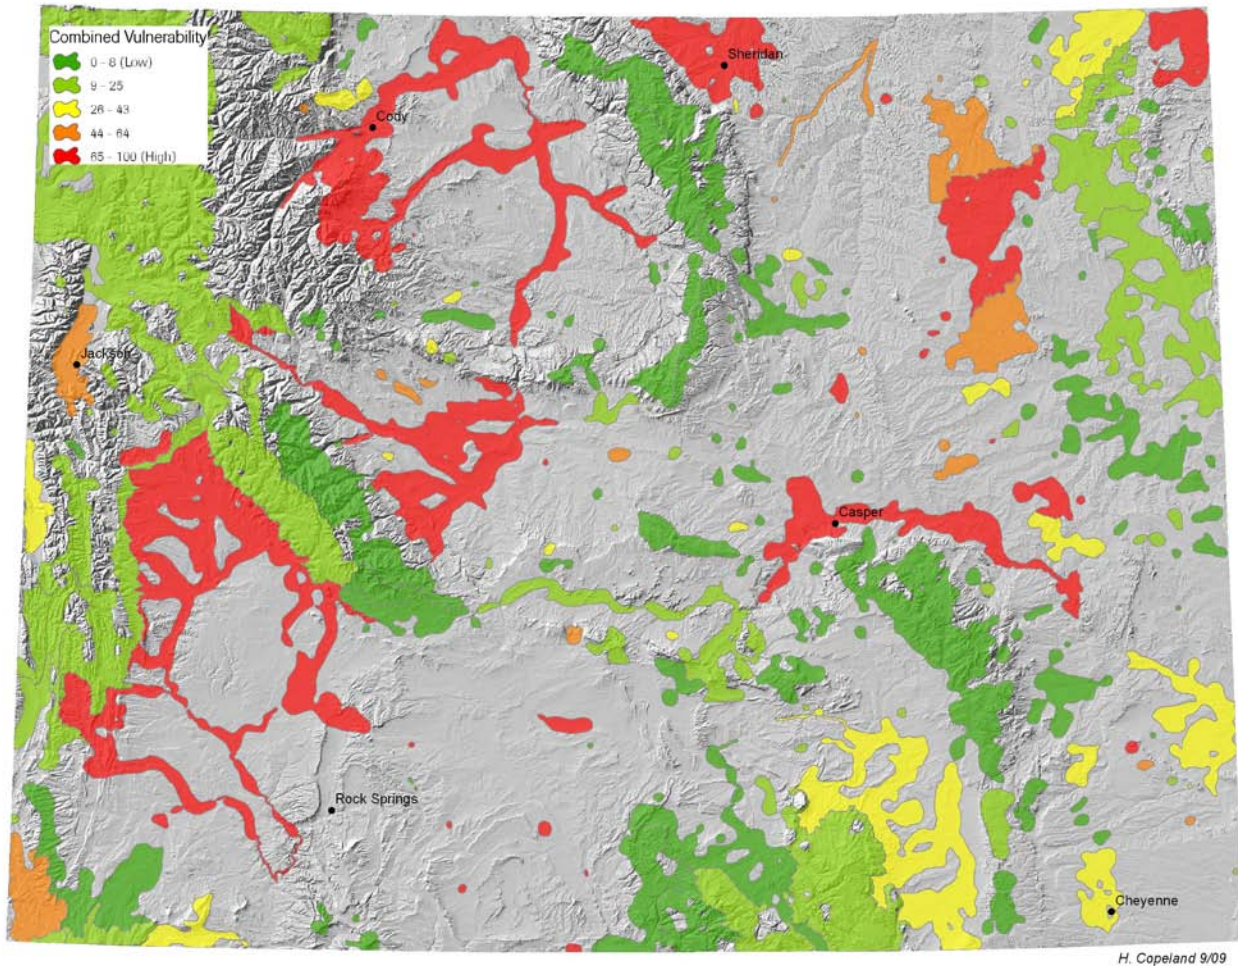 Combined Vulnerability
0 - 8 (Low)
9 - 25
26 - 43
44 - 64
65 - 100 (High)
Sheridan
Cody
Jackson
Casper
Rock Springs
Cheyenne
H. Copeland 9/09